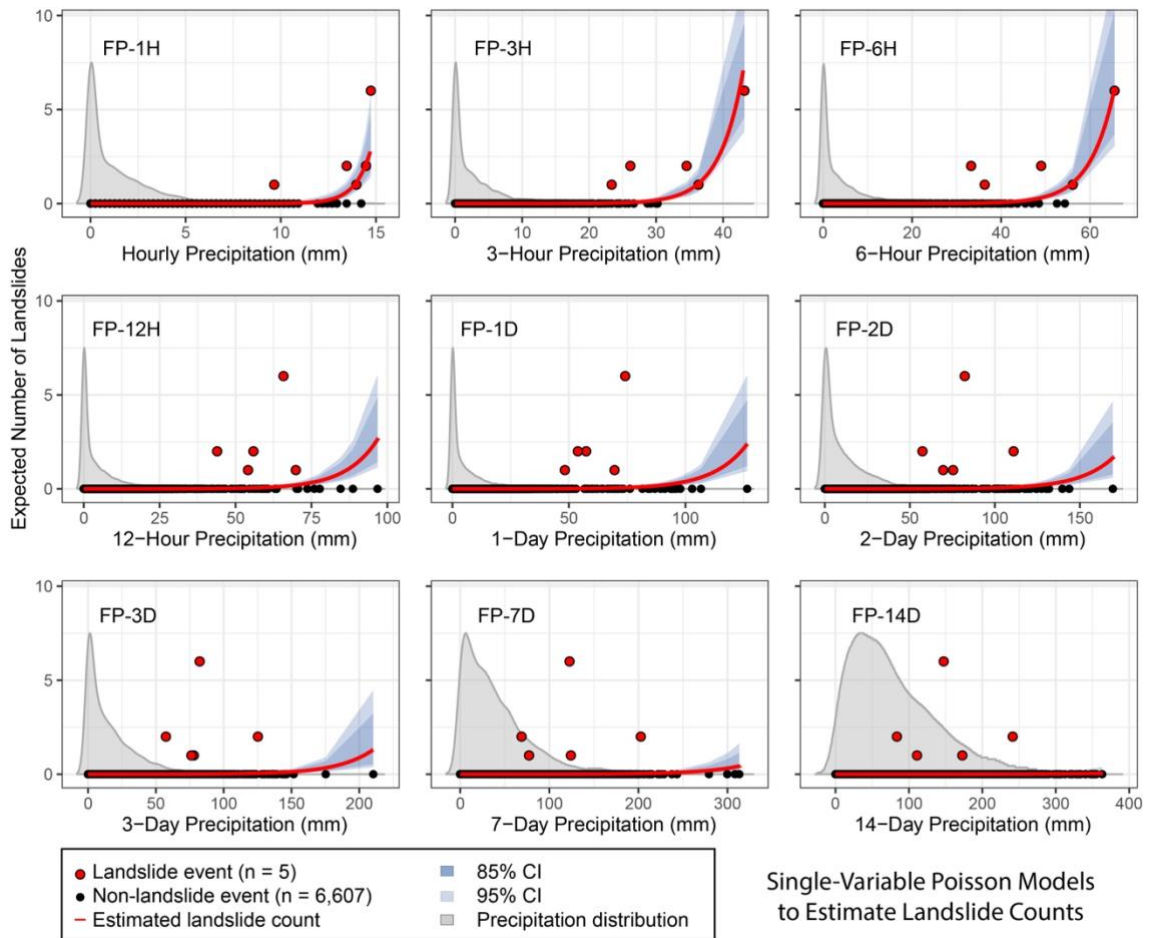 10
5
0
FP-1H
FP-3H
FP-6H
0 5 10 15
0 10 20 30 40
0 20 40 60
Hourly Precipitation (mm)
3−Hour Precipitation (mm)
6−Hour Precipitation (mm)
Expected Number of Landslides
10
5
0
FP-12H
FP-1D
FP-2D
0 25 50 75 100
0 50 100
0 50 100 150
12−Hour Precipitation (mm)
1−Day Precipitation (mm)
2−Day Precipitation (mm)
10
5
0
FP-3D
FP-7D
FP-14D
0 50 100 150 200
0 100 200 300
0 100 200 300 400
3−Day Precipitation (mm)
7−Day Precipitation (mm)
14−Day Precipitation (mm)
Landslide event (n = 5)
Non-landslide event (n = 6,607)
Estimated landslide count
85% CI
95% CI
Precipitation distribution
Single-Variable Poisson Models
to Estimate Landslide Counts